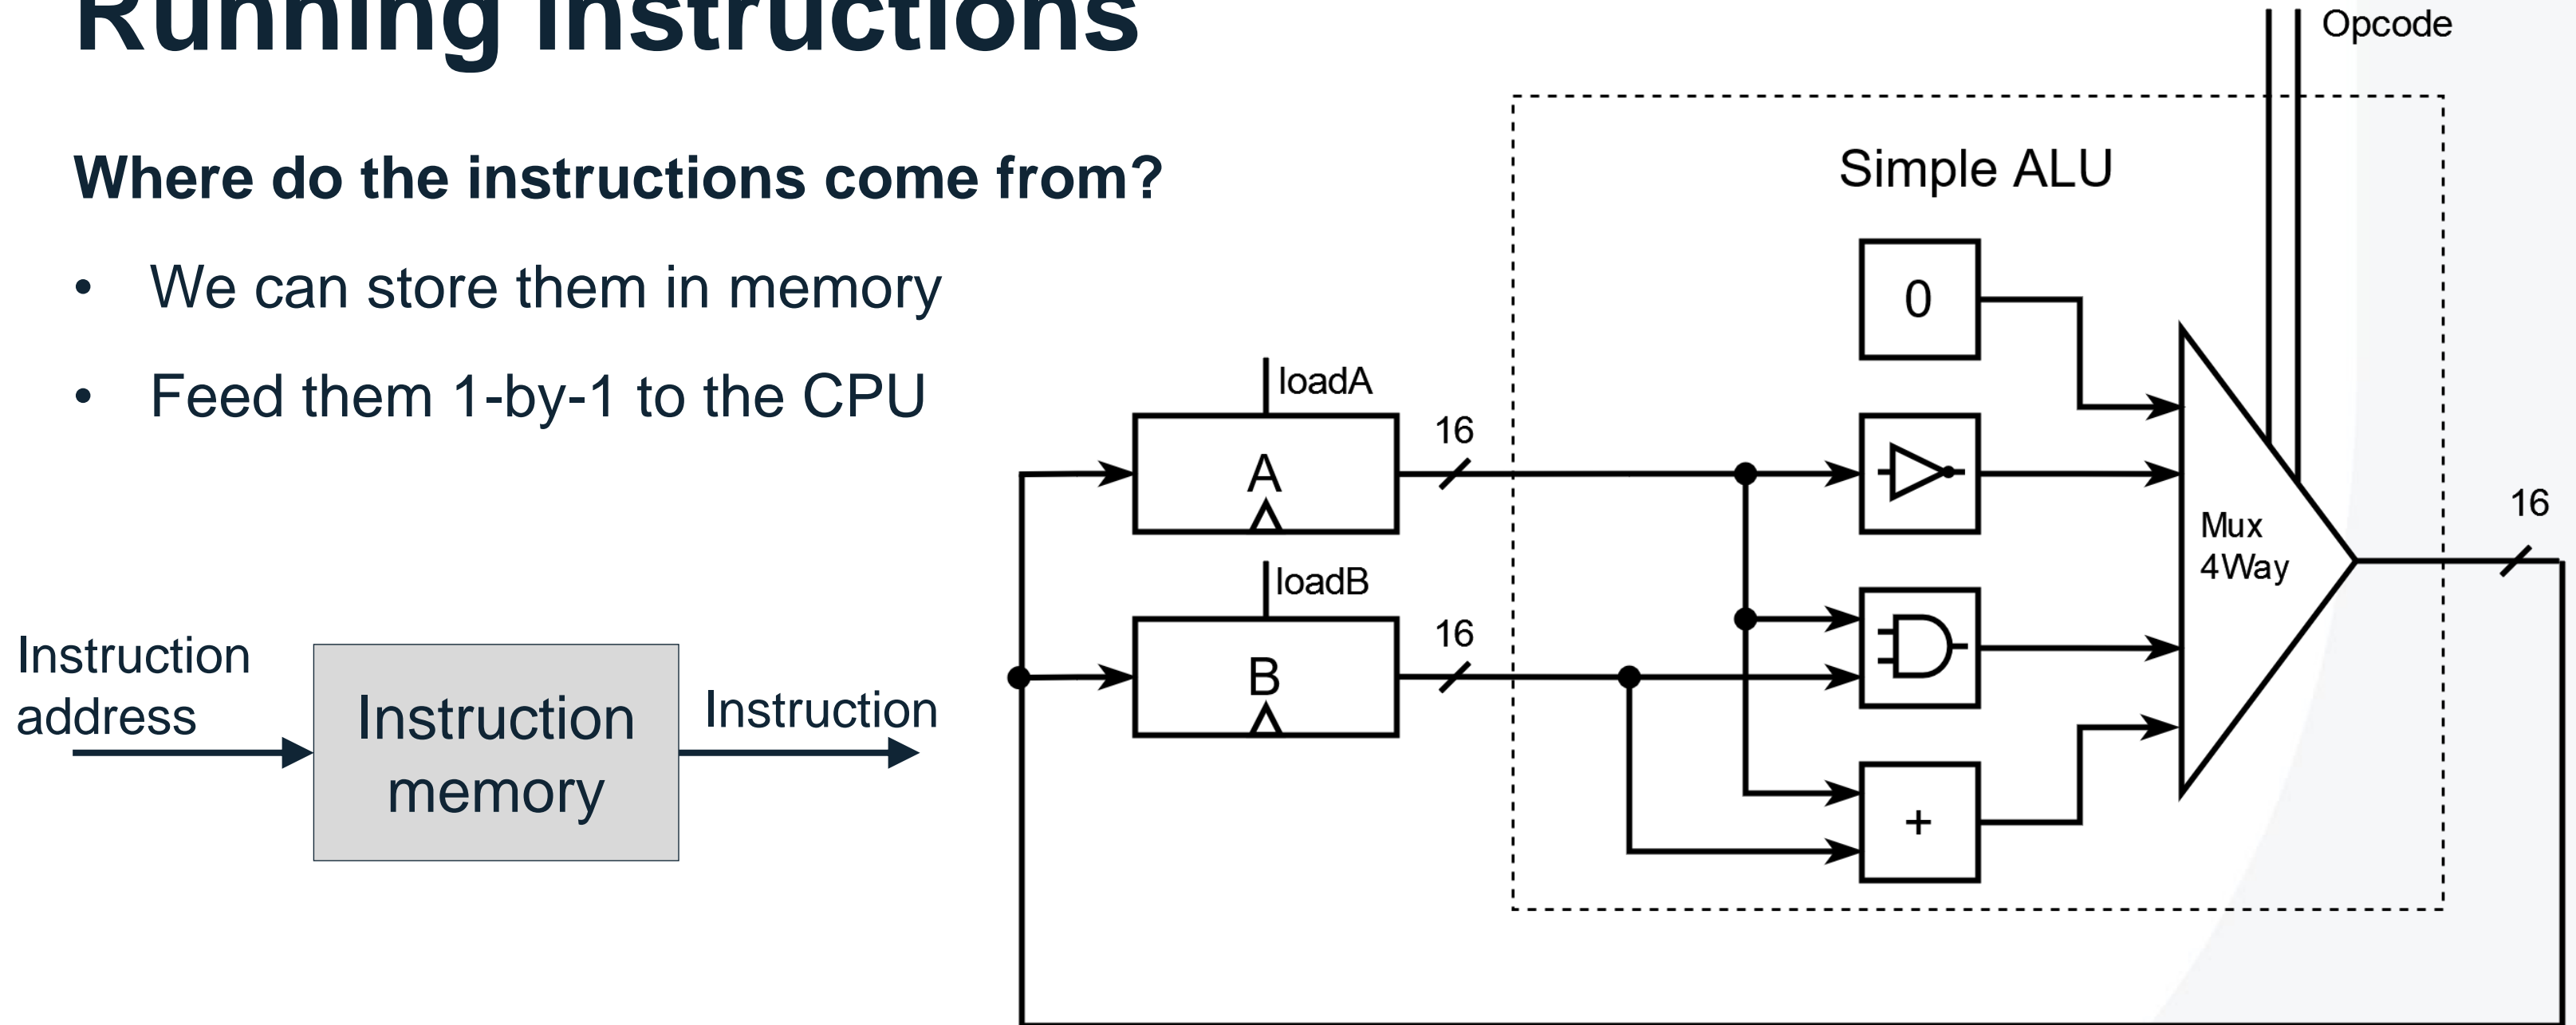 Running Instructions
Where do the instructions come from?
• We can store them in memory
• Feed them 1-by-1 to the CPU
Instruction
address
Instruction
memory
Instruction
Opcode
Simple ALU
0
loadA
A
16
loadB
B
16
+
Mux
4Way
16